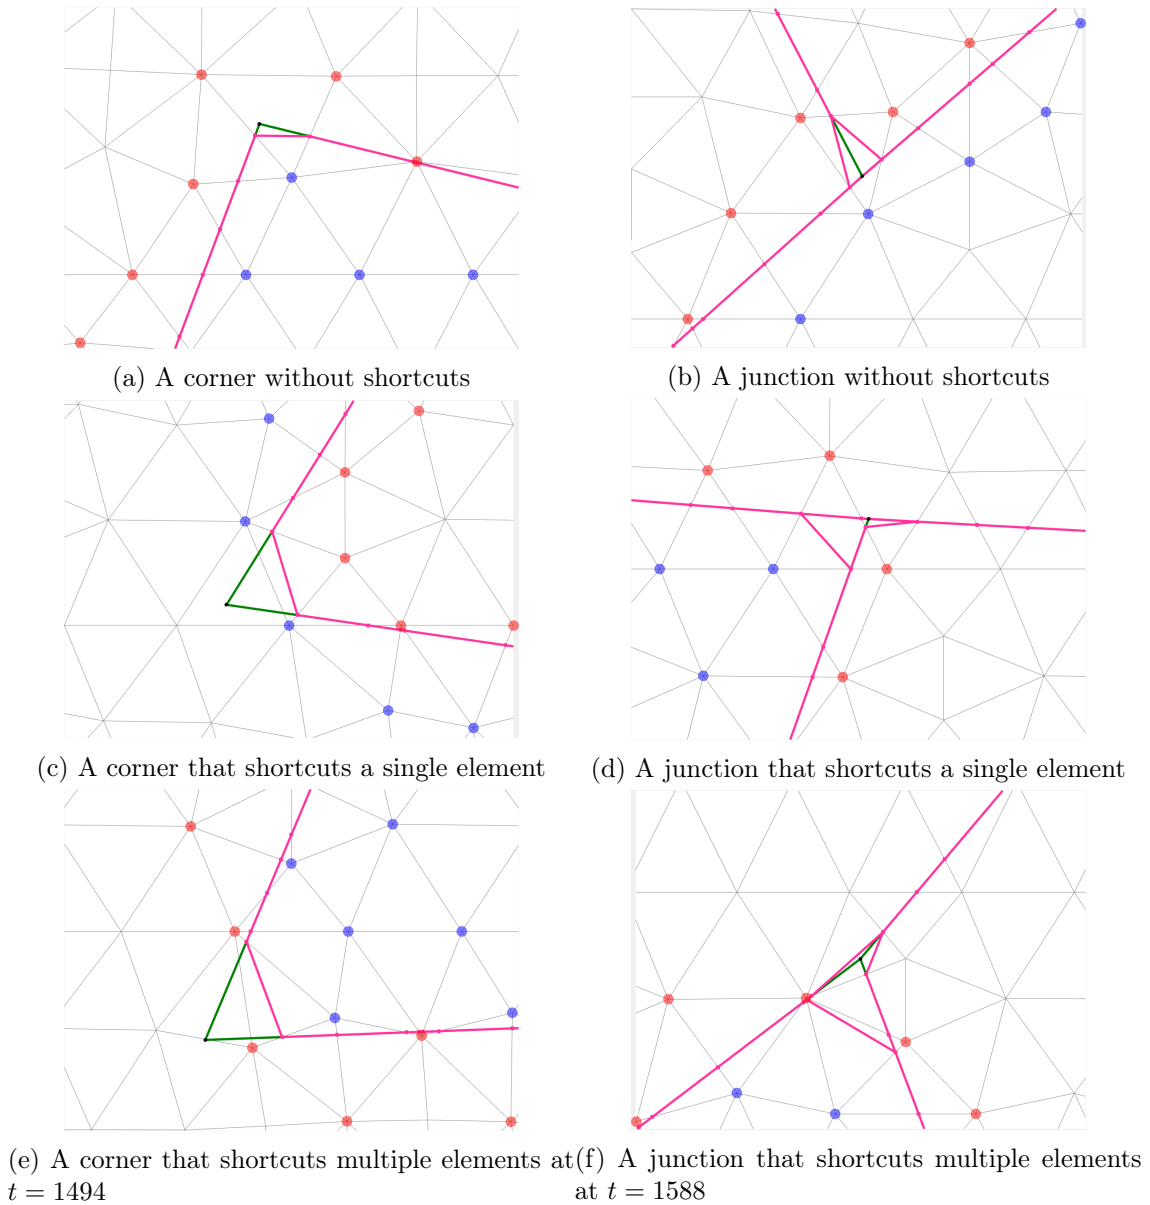 (a) A corner without shortcuts
(b) A junction without shortcuts
(c) A corner that shortcuts a single element
(d) A junction that shortcuts a single element
(e) A corner that shortcuts multiple elements at
t = 1494
(f) A junction that shortcuts multiple elements
at t = 1588